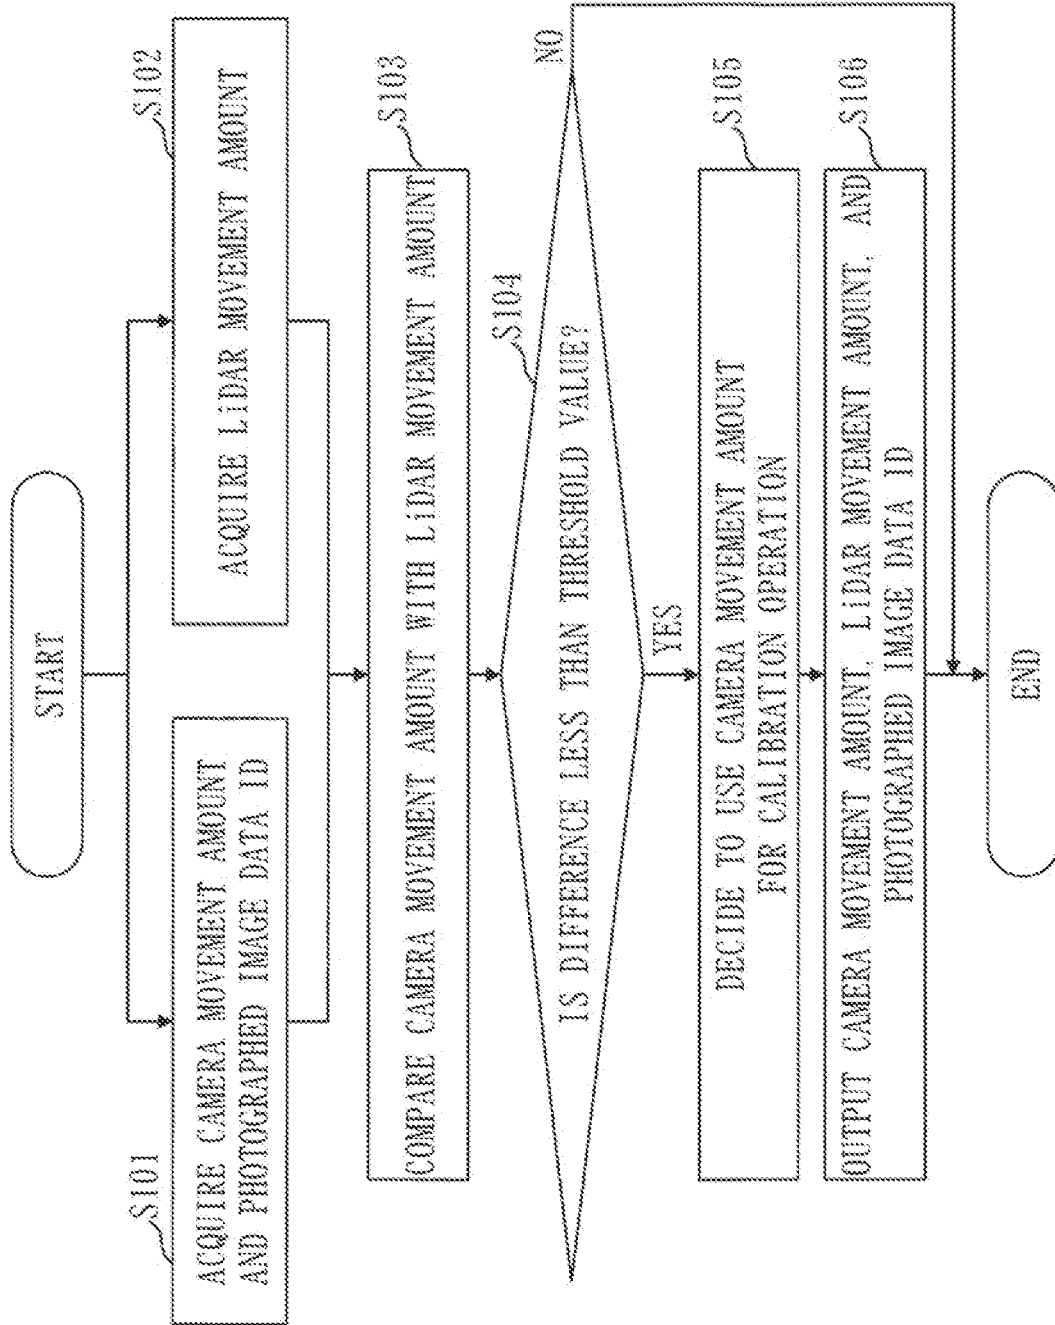 START
S101
ACQUIRE CAMERA MOVEMENT AMOUNT
AND PHOTOGRAPHED IMAGE DATA ID
S102
ACQUIRE LiDAR MOVEMENT AMOUNT
S103
COMPARE CAMERA MOVEMENT AMOUNT WITH LiDAR MOVEMENT AMOUNT
S104
IS DIFFERENCE LESS THAN THRESHOLD VALUE?
NO
YES
S105
DECIDE TO USE CAMERA MOVEMENT AMOUNT
FOR CALIBRATION OPERATION
S106
OUTPUT CAMERA MOVEMENT AMOUNT, LiDAR MOVEMENT AMOUNT, AND
PHOTOGRAPHED IMAGE DATA ID
END